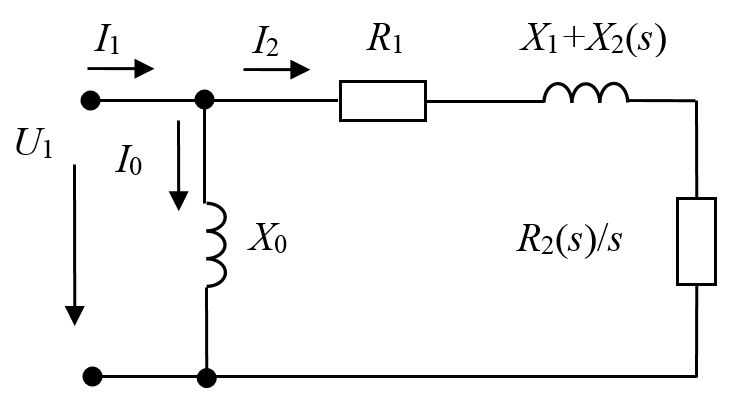 I₁
I₂
R₁
X₁+X₂(s)
U₁
I₀
X₀
R₂(s)/s